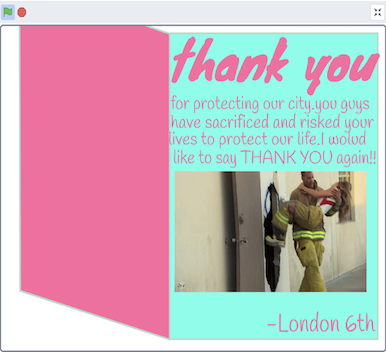 thank you
for protecting our city.you guys
have sacrificed and risked your
lives to protect our life.I wolud
like to say THANK YOU again!!
-London 6th